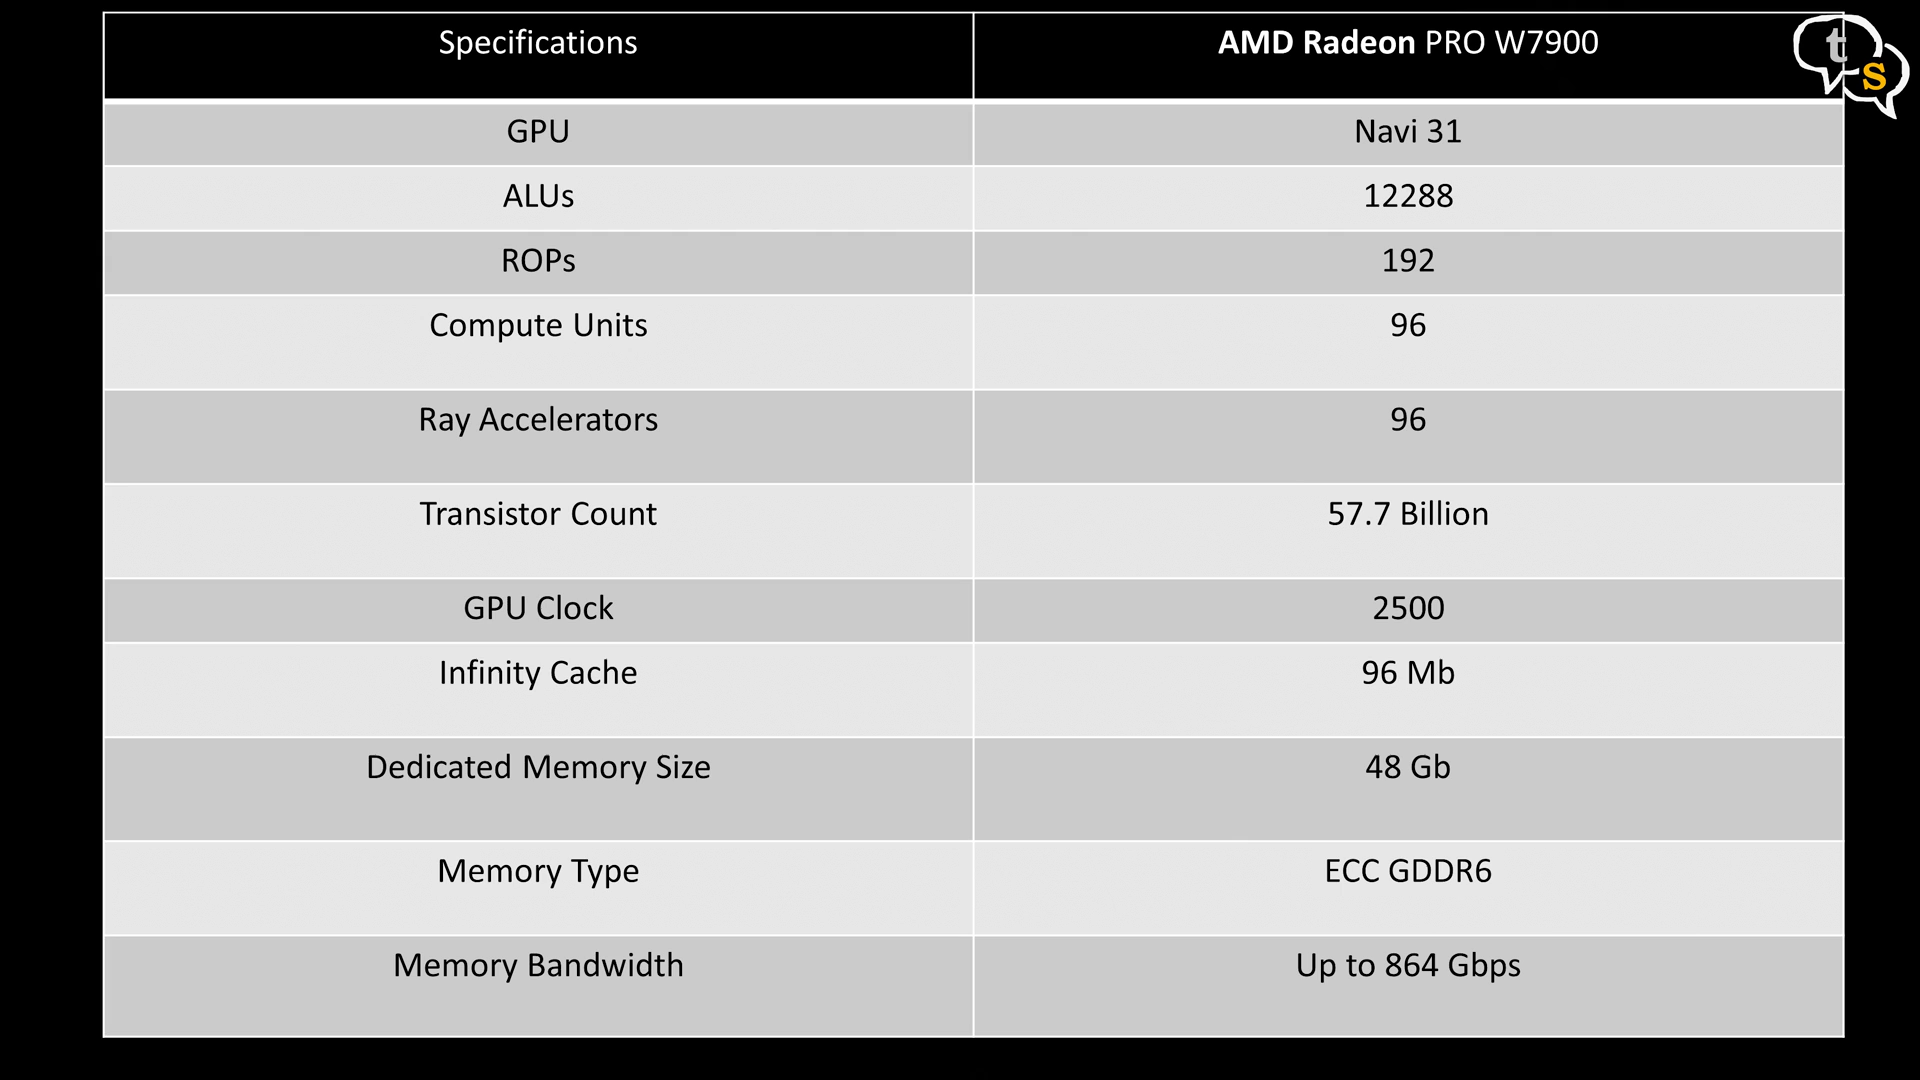 Specifications
AMD Radeon PRO W7900
t
s
GPU
Navi 31
ALUs
12288
ROPs
192
Compute Units
96
Ray Accelerators
96
Transistor Count
57.7 Billion
GPU Clock
2500
Infinity Cache
96 Mb
Dedicated Memory Size
48 Gb
Memory Type
ECC GDDR6
Memory Bandwidth
Up to 864 Gbps